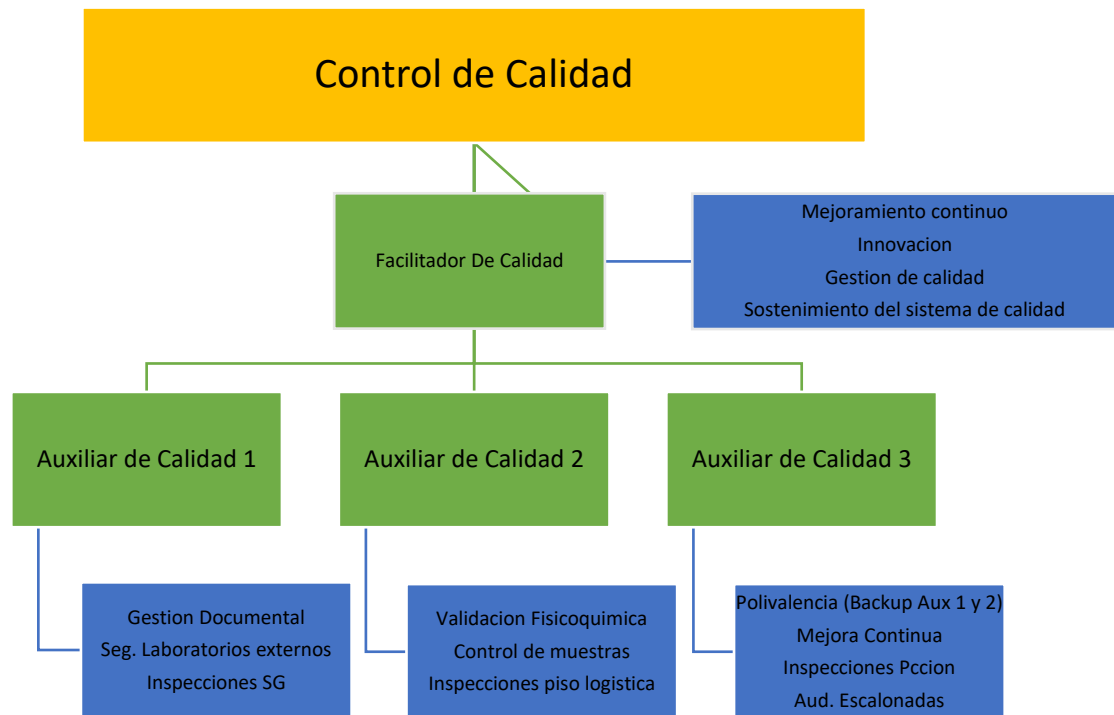 Control de Calidad
Facilitador De Calidad
Mejoramiento continuo
Innovacion
Gestion de calidad
Sostenimiento del sistema de calidad
Auxiliar de Calidad 1
Auxiliar de Calidad 2
Auxiliar de Calidad 3
Gestion Documental
Seg. Laboratorios externos
Inspecciones SG
Validacion Fisicoquimica
Control de muestras
Inspecciones piso logistica
Polivalencia (Backup Aux 1 y 2)
Mejora Continua
Inspecciones Pccion
Aud. Escalonadas